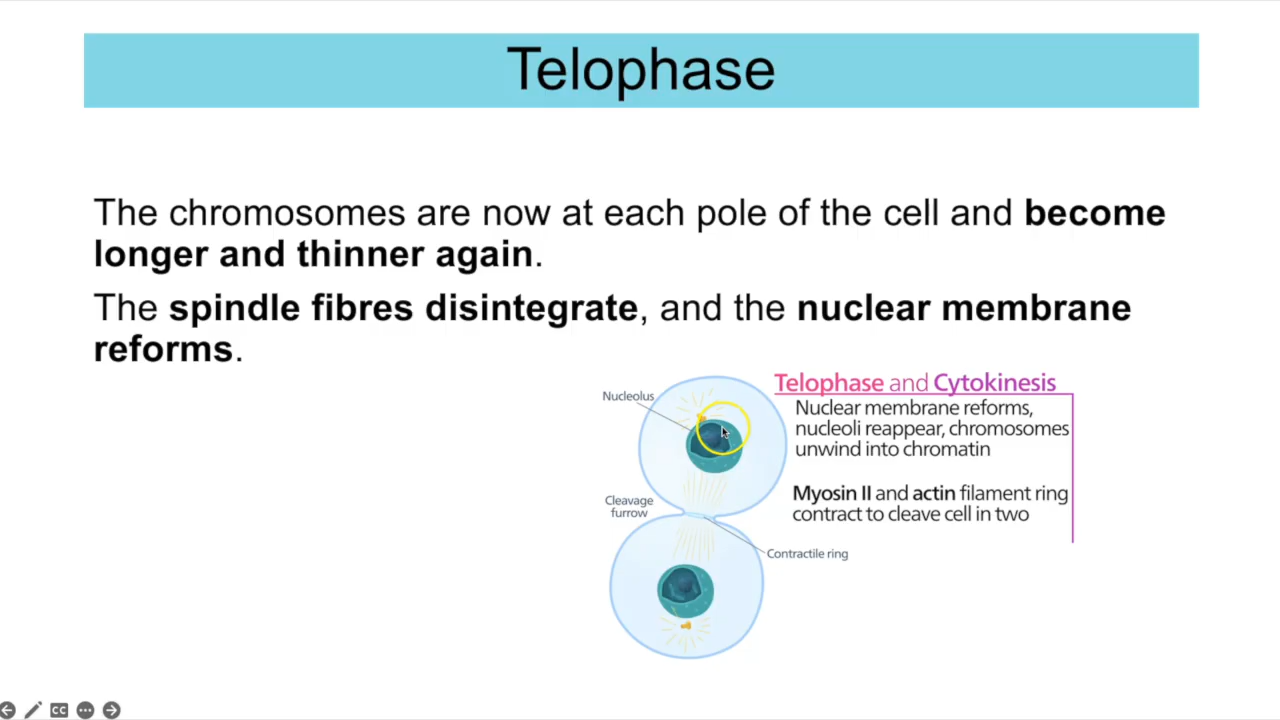 Telophase
The chromosomes are now at each pole of the cell and become
longer and thinner again.
The spindle fibres disintegrate, and the nuclear membrane
reforms.
Telophase and Cytokinesis
Nucleolus
Nuclear membrane reforms,
nucleoli reappear, chromosomes
unwind into chromatin
Myosin II and actin filament ring
contract to cleave cell in two
Cleavage
furrow
Contractile ring
CC